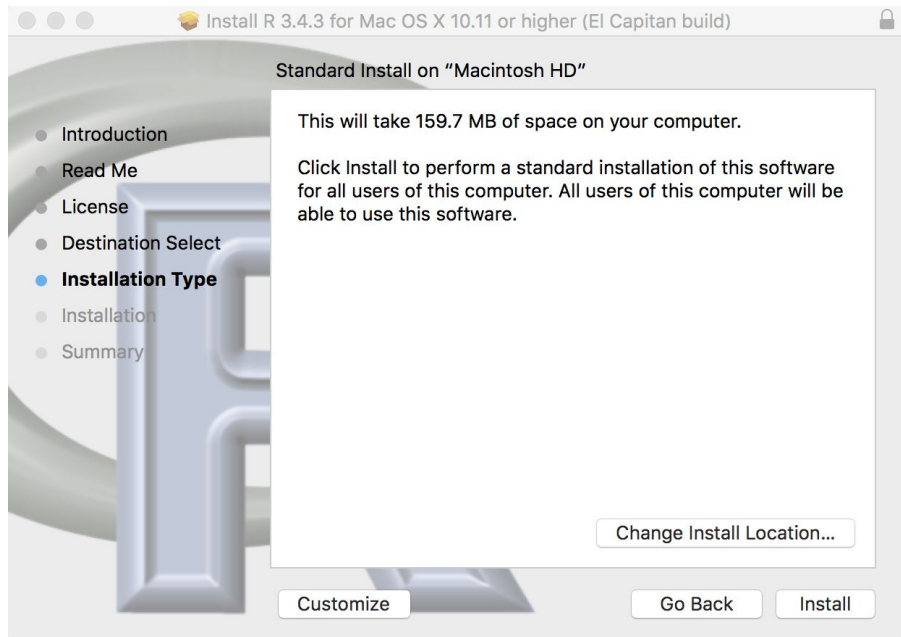 Install R 3.4.3 for Mac OS X 10.11 or higher (El Capitan build)
Standard Install on “Macintosh HD”
Introduction
Read Me
License
Destination Select
Installation Type
Installation
Summary
This will take 159.7 MB of space on your computer.
Click Install to perform a standard installation of this software
for all users of this computer. All users of this computer will be
able to use this software.
Change Install Location...
Customize
Go Back
Install